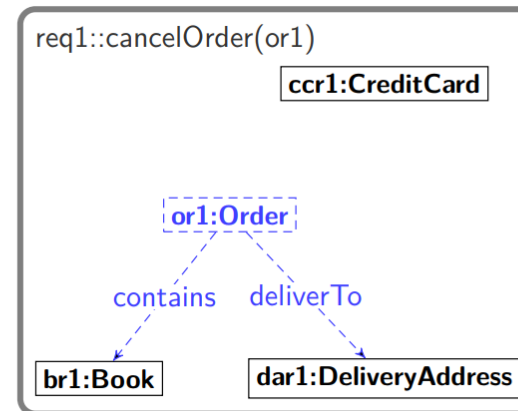 req1::cancelOrder(or1)
ccr1:CreditCard
or1:Order
contains
deliverTo
br1:Book
dar1:DeliveryAddress